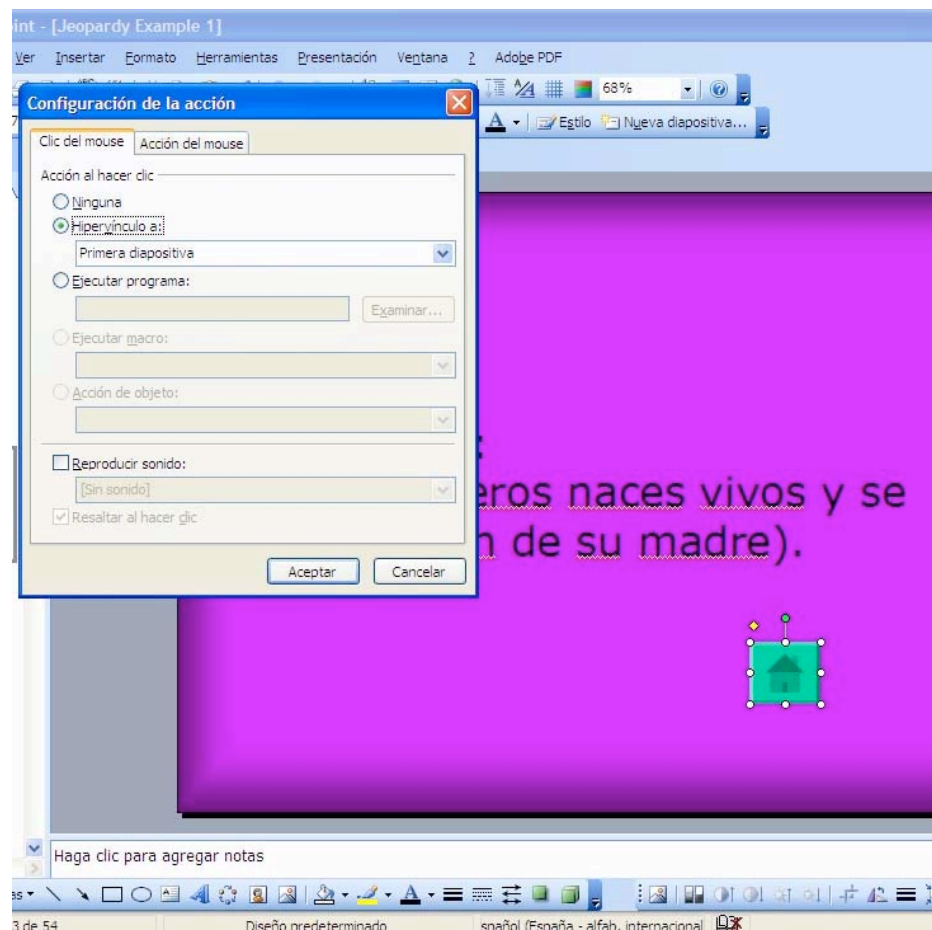 int - [Jeopardy Example 1]
Ver Insertar Formato Herramientas Presentación Ventana ? Adobe PDF
68%
Estilo Nueva diapositiva...
Configuración de la acción
Clic del mouse Acción del mouse
Acción al hacer clic
Ninguna
Hipervínculo a:
Primera diapositiva
Ejecutar programa:
Examinar...
Ejecutar macro:
Acción de objeto:
Reproducir sonido:
[Sin sonido]
Resaltar al hacer clic
Aceptar Cancelar
:
eros naces vivos y se
n de su madre).
Haga clic para agregar notas
as
3 de 54 Diseño predeterminado spañol (España - alfab. internacional